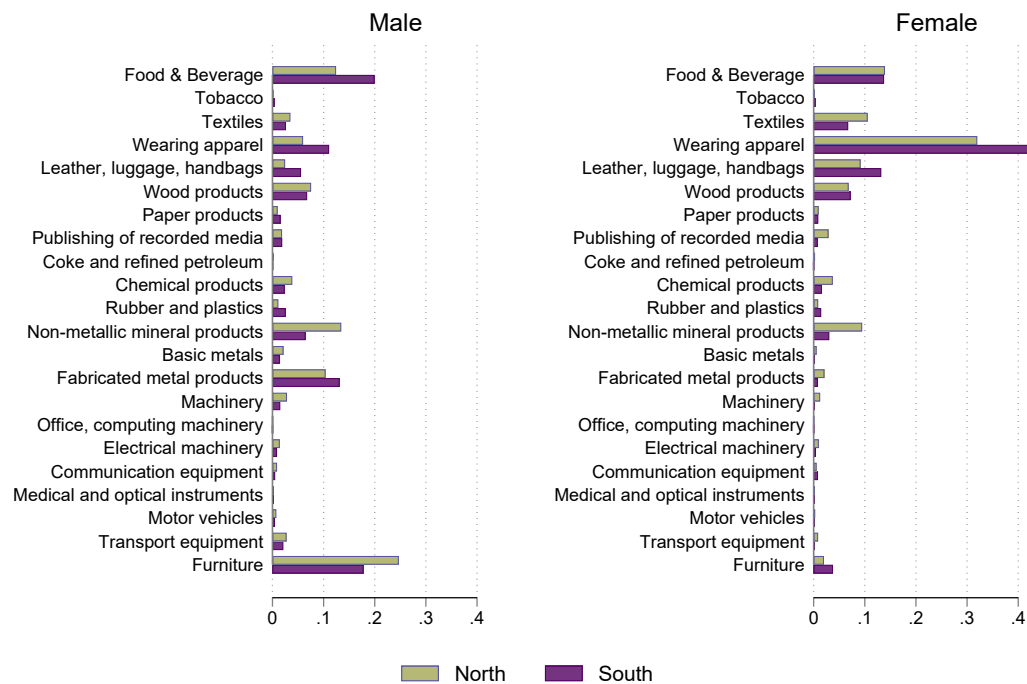 Male
Female
Food & Beverage
Tobacco
Textiles
Wearing apparel
Leather, luggage, handbags
Wood products
Paper products
Publishing of recorded media
Coke and refined petroleum
Chemical products
Rubber and plastics
Non-metallic mineral products
Basic metals
Fabricated metal products
Machinery
Office, computing machinery
Electrical machinery
Communication equipment
Medical and optical instruments
Motor vehicles
Transport equipment
Furniture
0 .1 .2 .3 .4
Food & Beverage
Tobacco
Textiles
Wearing apparel
Leather, luggage, handbags
Wood products
Paper products
Publishing of recorded media
Coke and refined petroleum
Chemical products
Rubber and plastics
Non-metallic mineral products
Basic metals
Fabricated metal products
Machinery
Office, computing machinery
Electrical machinery
Communication equipment
Medical and optical instruments
Motor vehicles
Transport equipment
Furniture
0 .1 .2 .3 .4
North South